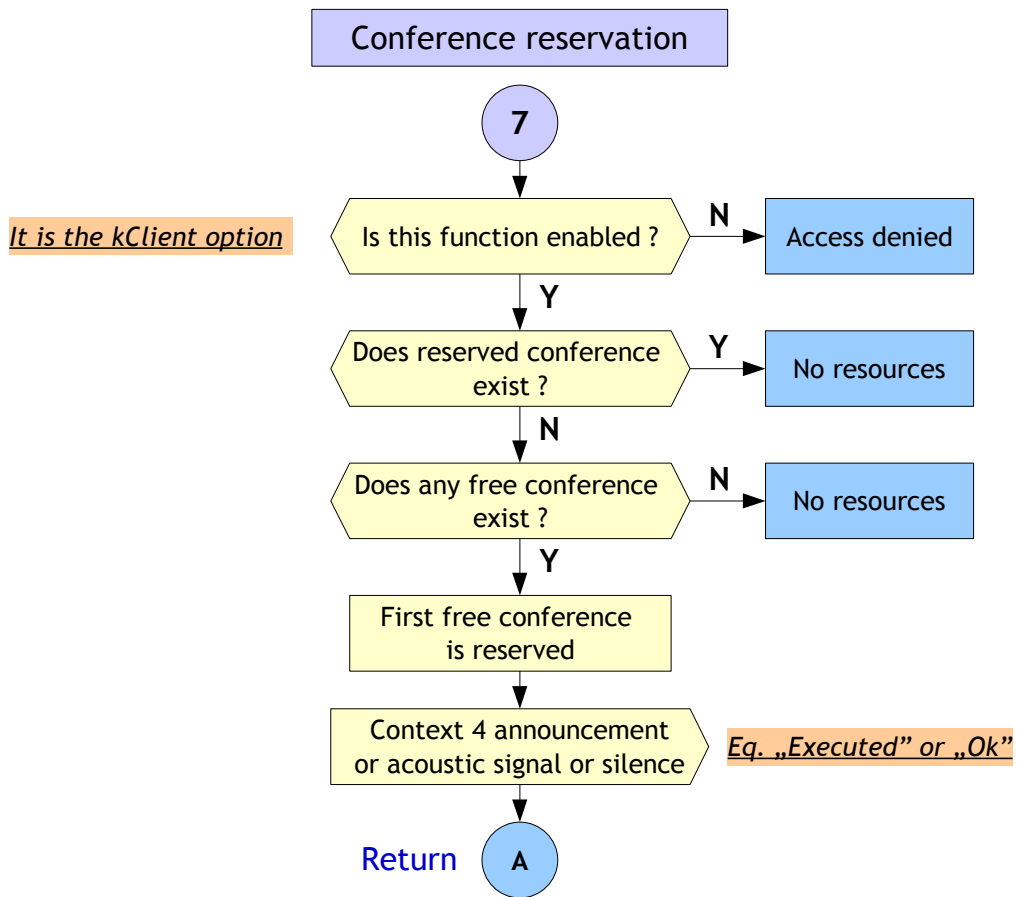 Conference reservation
7
It is the kClient option
Is this function enabled ?
N
Access denied
Y
Does reserved conference
exist ?
Y
No resources
N
Does any free conference
exist ?
N
No resources
Y
First free conference
is reserved
Context 4 announcement
or acoustic signal or silence
Eq. „Executed” or „Ok”
Return
A